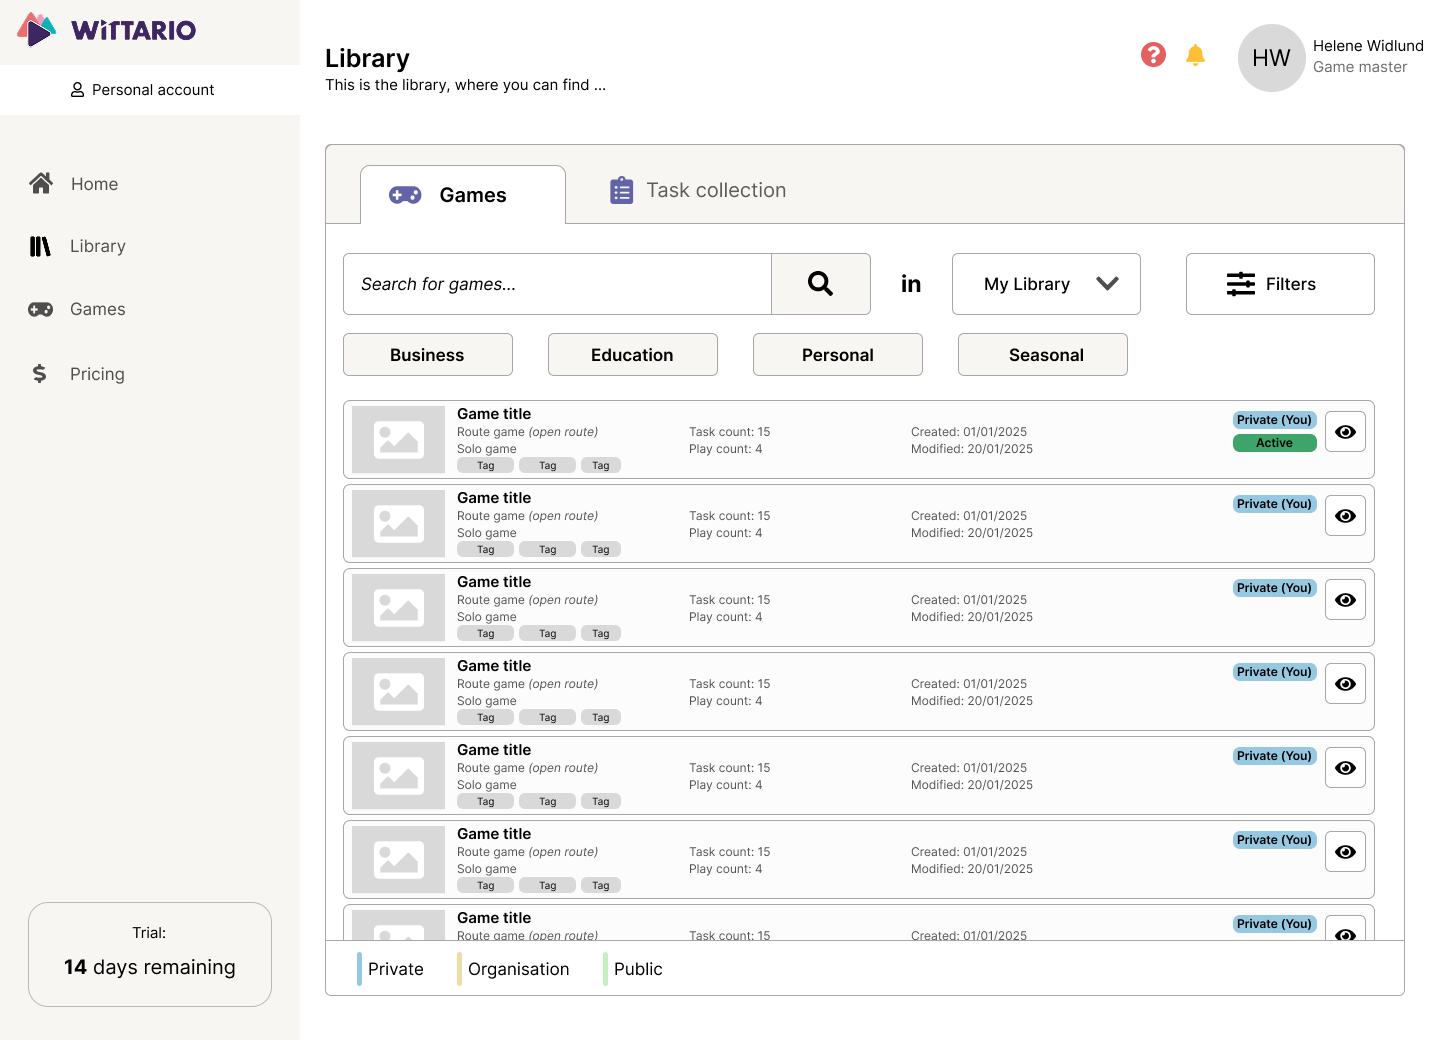 WITTARIO
Personal account
Home
Library
Games
Pricing
Trial:
14 days remaining
Library
This is the library, where you can find ...
HW
Helene Widlund
Game master
Games
Task collection
Search for games...
in
My Library
Filters
Business
Education
Personal
Seasonal
Game title
Route game (open route)
Solo game
Tag Tag Tag
Task count: 15
Play count: 4
Created: 01/01/2025
Modified: 20/01/2025
Private (You)
Active
Game title
Route game (open route)
Solo game
Tag Tag Tag
Task count: 15
Play count: 4
Created: 01/01/2025
Modified: 20/01/2025
Private (You)
Game title
Route game (open route)
Solo game
Tag Tag Tag
Task count: 15
Play count: 4
Created: 01/01/2025
Modified: 20/01/2025
Private (You)
Game title
Route game (open route)
Solo game
Tag Tag Tag
Task count: 15
Play count: 4
Created: 01/01/2025
Modified: 20/01/2025
Private (You)
Game title
Route game (open route)
Solo game
Tag Tag Tag
Task count: 15
Play count: 4
Created: 01/01/2025
Modified: 20/01/2025
Private (You)
Game title
Route game (open route)
Solo game
Tag Tag Tag
Task count: 15
Play count: 4
Created: 01/01/2025
Modified: 20/01/2025
Private (You)
Game title
Route game (open route)
Task count: 15
Created: 01/01/2025
Private (You)
Private
Organisation
Public